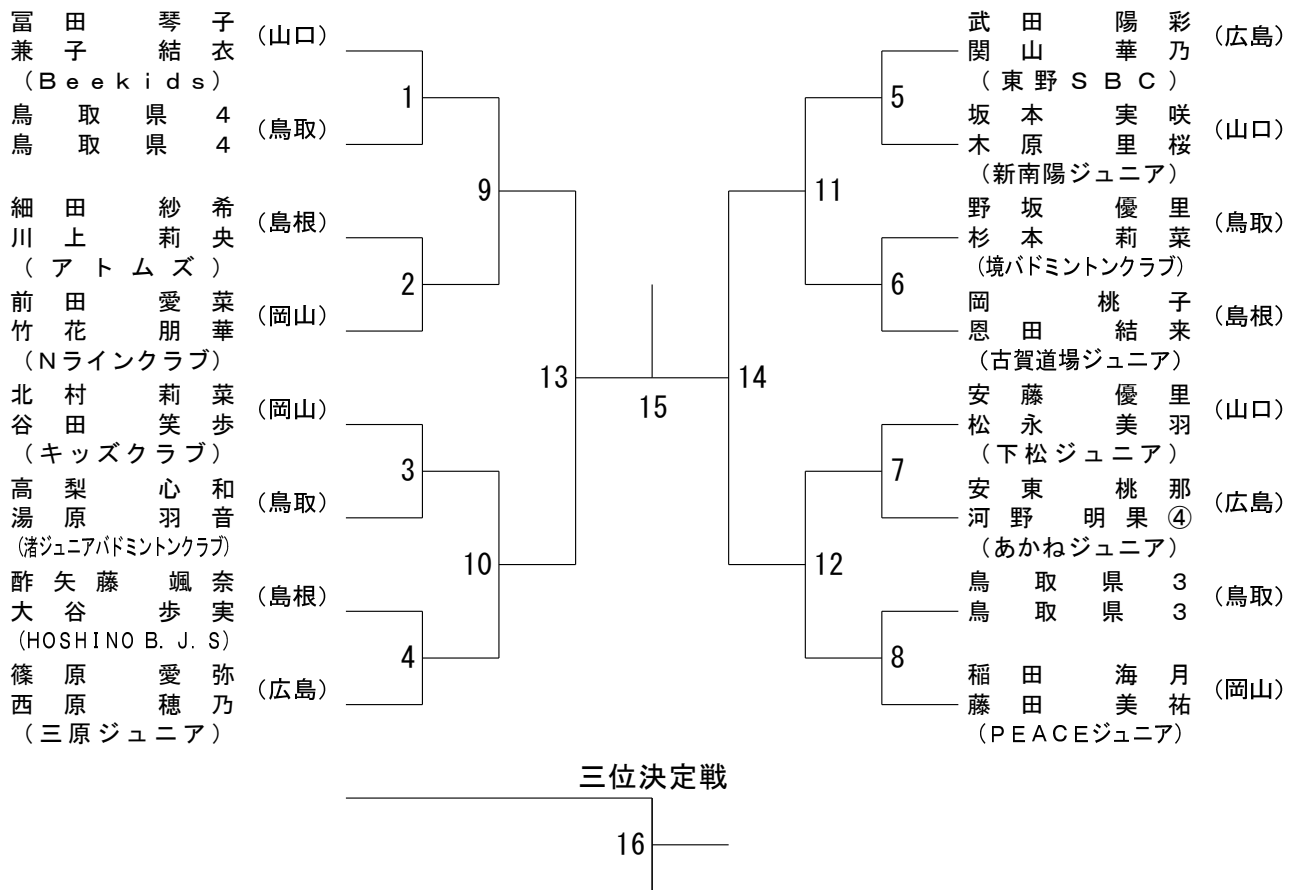 冨田 琴子
兼子 結衣
(山口)
(Beekids)
鳥取県4
鳥取県4
(鳥取)
細田 紗希
川上 莉央
(島根)
(アトムズ)
前田 愛菜
竹花 朋華
(岡山)
(Nラインクラブ)
北村 莉菜
谷田 笑歩
(岡山)
(キッズクラブ)
高梨 心和
湯原 羽音
(鳥取)
(渚ジュニアバドミントンクラブ)
酢矢藤 颯奈
大谷 歩実
(島根)
(HOSHINO B. J. S)
篠原 愛弥
西原 穂乃
(広島)
(三原ジュニア)
1
2
3
4
9
10
13
15
14
11
12
5
6
7
8
武田 陽彩
関山 華乃
(広島)
(東野SBC)
坂本 実咲
木原 里桜
(山口)
(新南陽ジュニア)
野坂 優里
杉本 莉菜
(鳥取)
(境バドミントンクラブ)
岡 桃子
恩田 結来
(島根)
(古賀道場ジュニア)
安藤 優里
松永 美羽
(山口)
(下松ジュニア)
安東 桃那
河野 明果④
(広島)
(あかねジュニア)
鳥取県3
鳥取県3
(鳥取)
稲田 海月
藤田 美祐
(岡山)
(PEACEジュニア)
三位決定戦
16